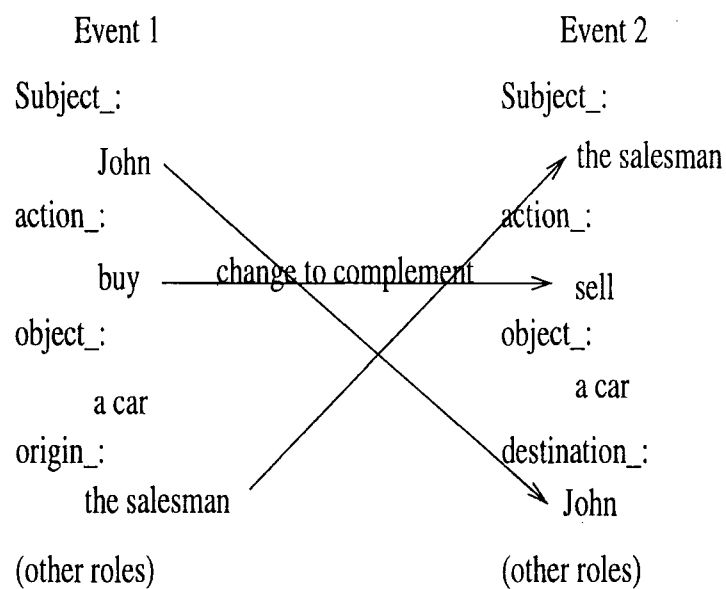 Event 1
Subject_:
John
action_:
buy
object_:
a car
origin_:
the salesman
(other roles)
change to complement
Event 2
Subject_:
the salesman
action_:
sell
object_:
a car
destination_:
John
(other roles)